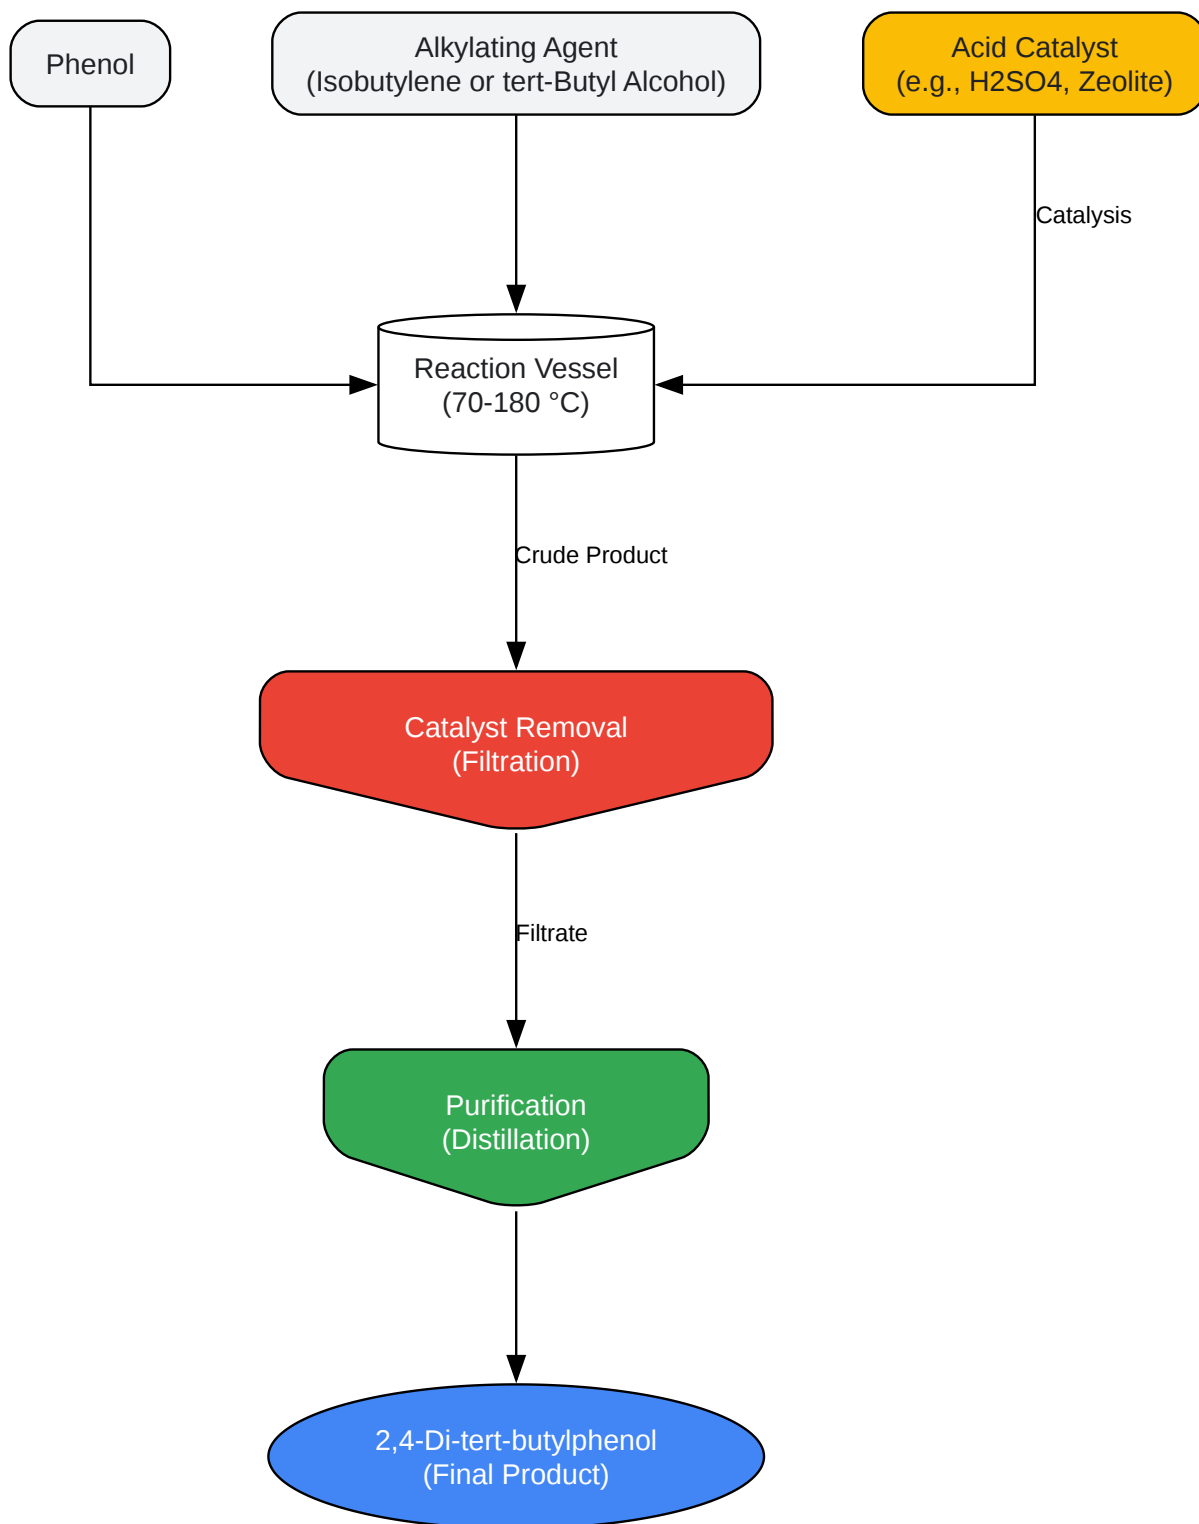 Phenol
Alkylating Agent
(Isobutylene or tert-Butyl Alcohol)
Acid Catalyst
(e.g., H2SO4, Zeolite)
Catalysis
Reaction Vessel
(70-180 °C)
Crude Product
Catalyst Removal
(Filtration)
Filtrate
Purification
(Distillation)
2,4-Di-tert-butylphenol
(Final Product)